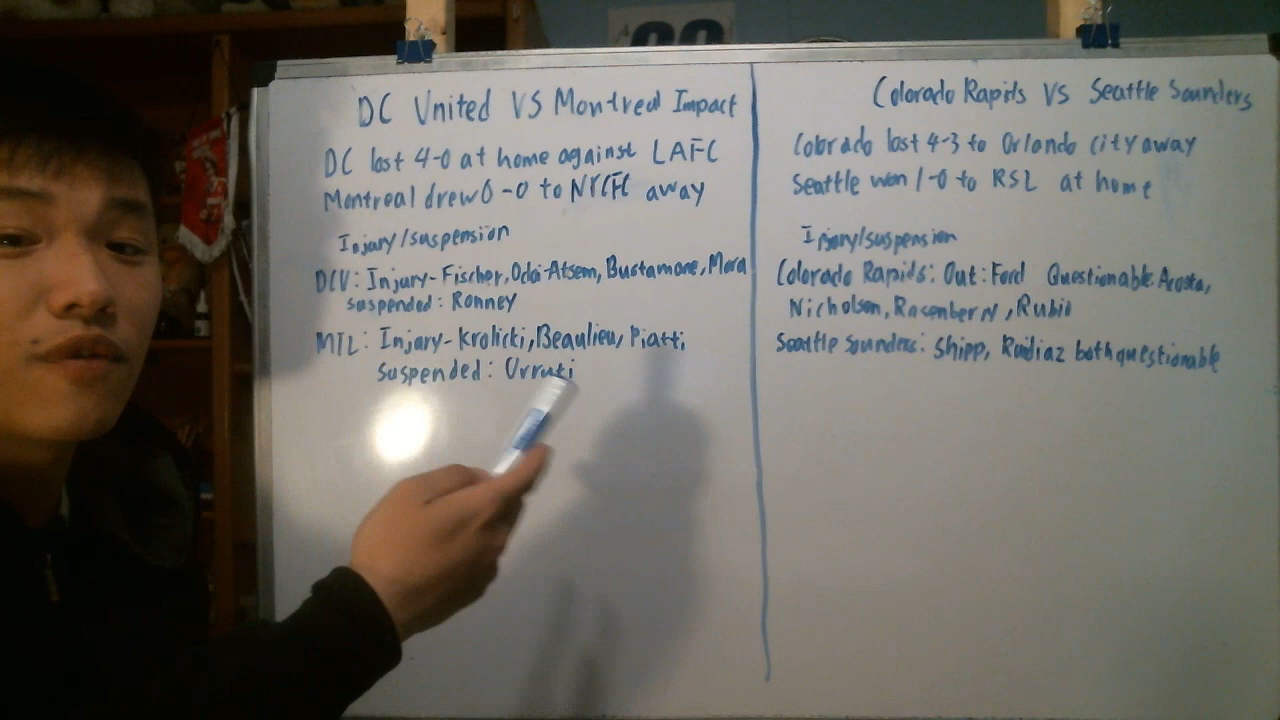 DC United VS Montreal Impact
DC lost 4-0 at home against LAFC
Montreal drew 0-0 to NYCFC away
Injary/suspension
DCU: Injury- Fischer, Odoi-Atsem, Bustamane, Mora
suspended: Ronney
MTL: Injary- Krolicki, Beaulieu, Piatti,
suspended: Urruti
Colorado Rapids VS Seattle Sounders
Colorado lost 4-3 to Orlando city away
Seattle won 1-0 to RSL at home
Injury/suspension
Colorado Rapids: Out: Ford Questionable: Acosta,
Nicholson, Rosenberry, Rubio
Seattle Sounders: Shipp, Ruidiaz both questionable